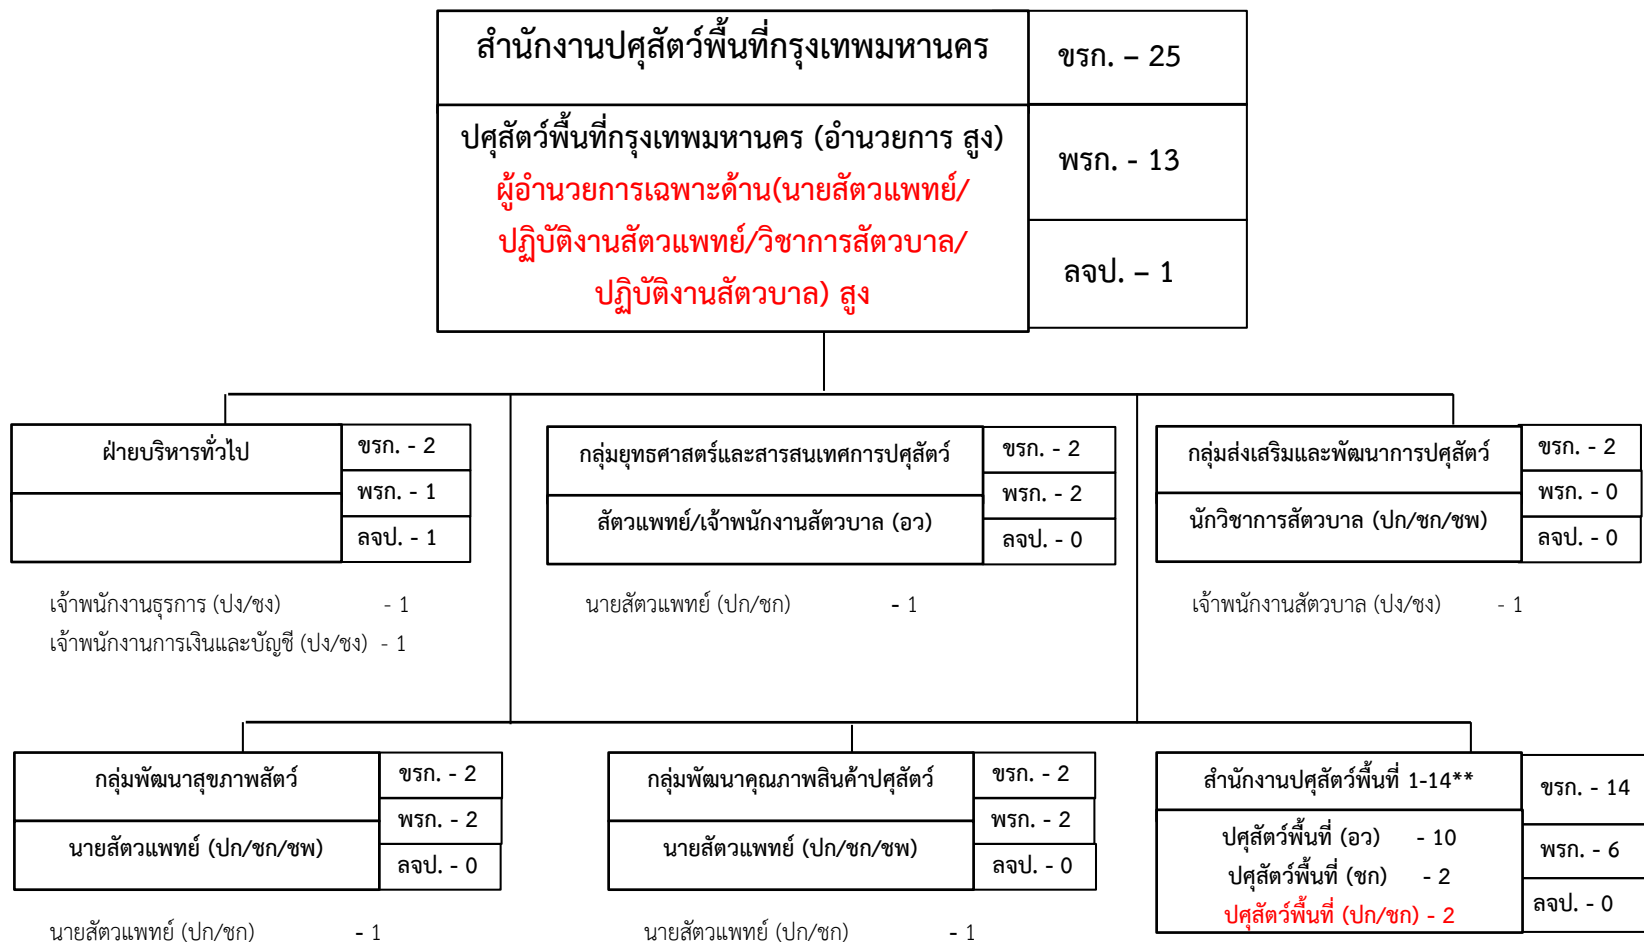 สำนักงานปศุสัตว์พื้นที่กรุงเทพมหานคร
ขรก. – 25
ปศุสัตว์พื้นที่กรุงเทพมหานคร (อำนวยการ สูง)
ผู้อำนวยการเฉพาะด้าน(นายสัตวแพทย์/
ปฏิบัติงานสัตวแพทย์/วิชาการสัตวบาล/
ปฏิบัติงานสัตวบาล) สูง
พรก. - 13
ลจป. – 1
ฝ่ายบริหารทั่วไป
ขรก. - 2
พรก. - 1
ลจป. - 1
เจ้าพนักงานธุรการ (ปง/ชง) - 1
เจ้าพนักงานการเงินและบัญชี (ปง/ชง) - 1
กลุ่มยุทธศาสตร์และสารสนเทศการปศุสัตว์
สัตวแพทย์/เจ้าพนักงานสัตวบาล (อว)
ขรก. - 2
พรก. - 2
ลจป. - 0
นายสัตวแพทย์ (ปก/ชก) - 1
กลุ่มส่งเสริมและพัฒนาการปศุสัตว์
นักวิชาการสัตวบาล (ปก/ชก/ชพ)
ขรก. - 2
พรก. - 0
ลจป. - 0
เจ้าพนักงานสัตวบาล (ปง/ชง) - 1
กลุ่มพัฒนาสุขภาพสัตว์
นายสัตวแพทย์ (ปก/ชก/ชพ)
ขรก. - 2
พรก. - 2
ลจป. - 0
นายสัตวแพทย์ (ปก/ชก) - 1
กลุ่มพัฒนาคุณภาพสินค้าปศุสัตว์
นายสัตวแพทย์ (ปก/ชก/ชพ)
ขรก. - 2
พรก. - 2
ลจป. - 0
นายสัตวแพทย์ (ปก/ชก) - 1
สำนักงานปศุสัตว์พื้นที่ 1-14**
ปศุสัตว์พื้นที่ (อว) - 10
ปศุสัตว์พื้นที่ (ชก) - 2
ปศุสัตว์พื้นที่ (ปก/ชก) - 2
ขรก. - 14
พรก. - 6
ลจป. - 0